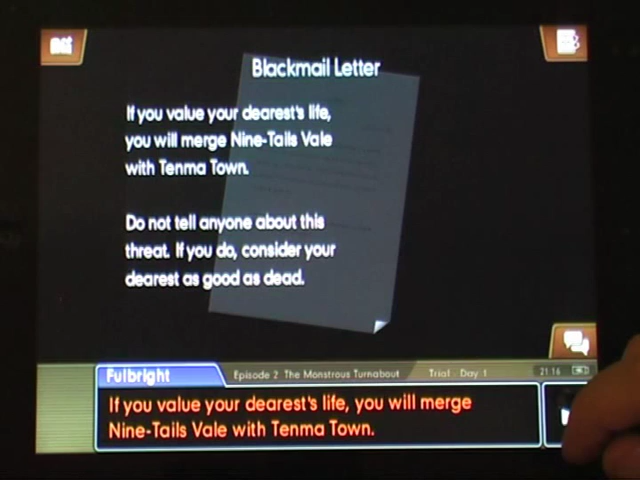 Blackmail Letter
If you value your dearest's life,
you will merge Nine-Tails Vale
with Tenma Town.
Do not tell anyone about this
threat. If you do, consider your
dearest as good as dead.
Fulbright
Episode 2 The Monstrous Turnabout
Trial - Day 1
21:16
If you value your dearest's life, you will merge
Nine-Tails Vale with Tenma Town.